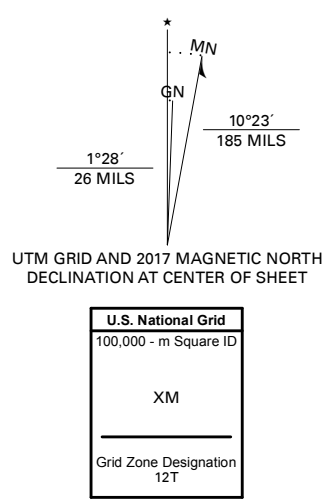 ★
MN
GN
10°23´
185 MILS
1°28´
26 MILS
UTM GRID AND 2017 MAGNETIC NORTH
DECLINATION AT CENTER OF SHEET
U.S. National Grid
100,000 - m Square ID
XM
Grid Zone Designation
12T